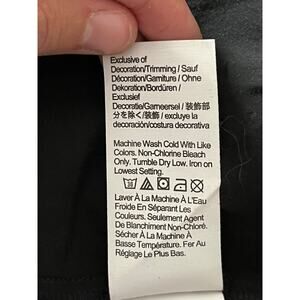 Exclusive of
Decoration/Trimming / Sauf
Décoration/Garniture / Ohne
Dekoration/Bordüren /
Exclusief
Decoratie/Garneersel / 装飾部
分を除く/装飾 / excluye la
decoración/costura decorativa
Machine Wash Cold With Like
Colors. Non-Chlorine Bleach
Only. Tumble Dry Low. Iron on
Lowest Setting.
Laver À La Machine À L'Eau
Froide En Séparant Les
Couleurs. Seulement Agent
De Blanchiment Non-Chloré.
Sécher À La Machine À
Basse Température. Fer Au
Réglage Le Plus Bas.